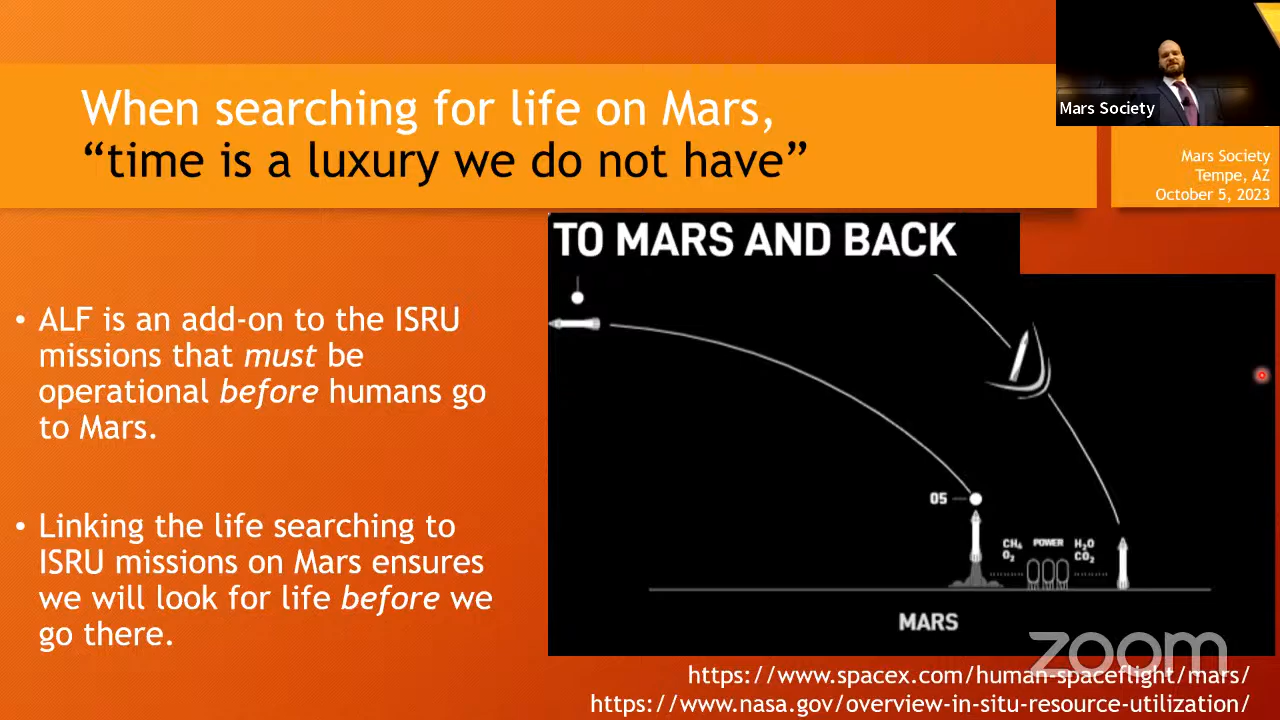 When searching for life on Mars,
“time is a luxury we do not have”
Mars Society
Mars Society
Tempe, AZ
October 5, 2023
• ALF is an add-on to the ISRU
missions that must be
operational before humans go
to Mars.
• Linking the life searching to
ISRU missions on Mars ensures
we will look for life before we
go there.
TO MARS AND BACK
05
CH4
O2
POWER
H2O
CO2
MARS
zoom
https://www.spacex.com/human-spaceflight/mars/
https://www.nasa.gov/overview-in-situ-resource-utilization/